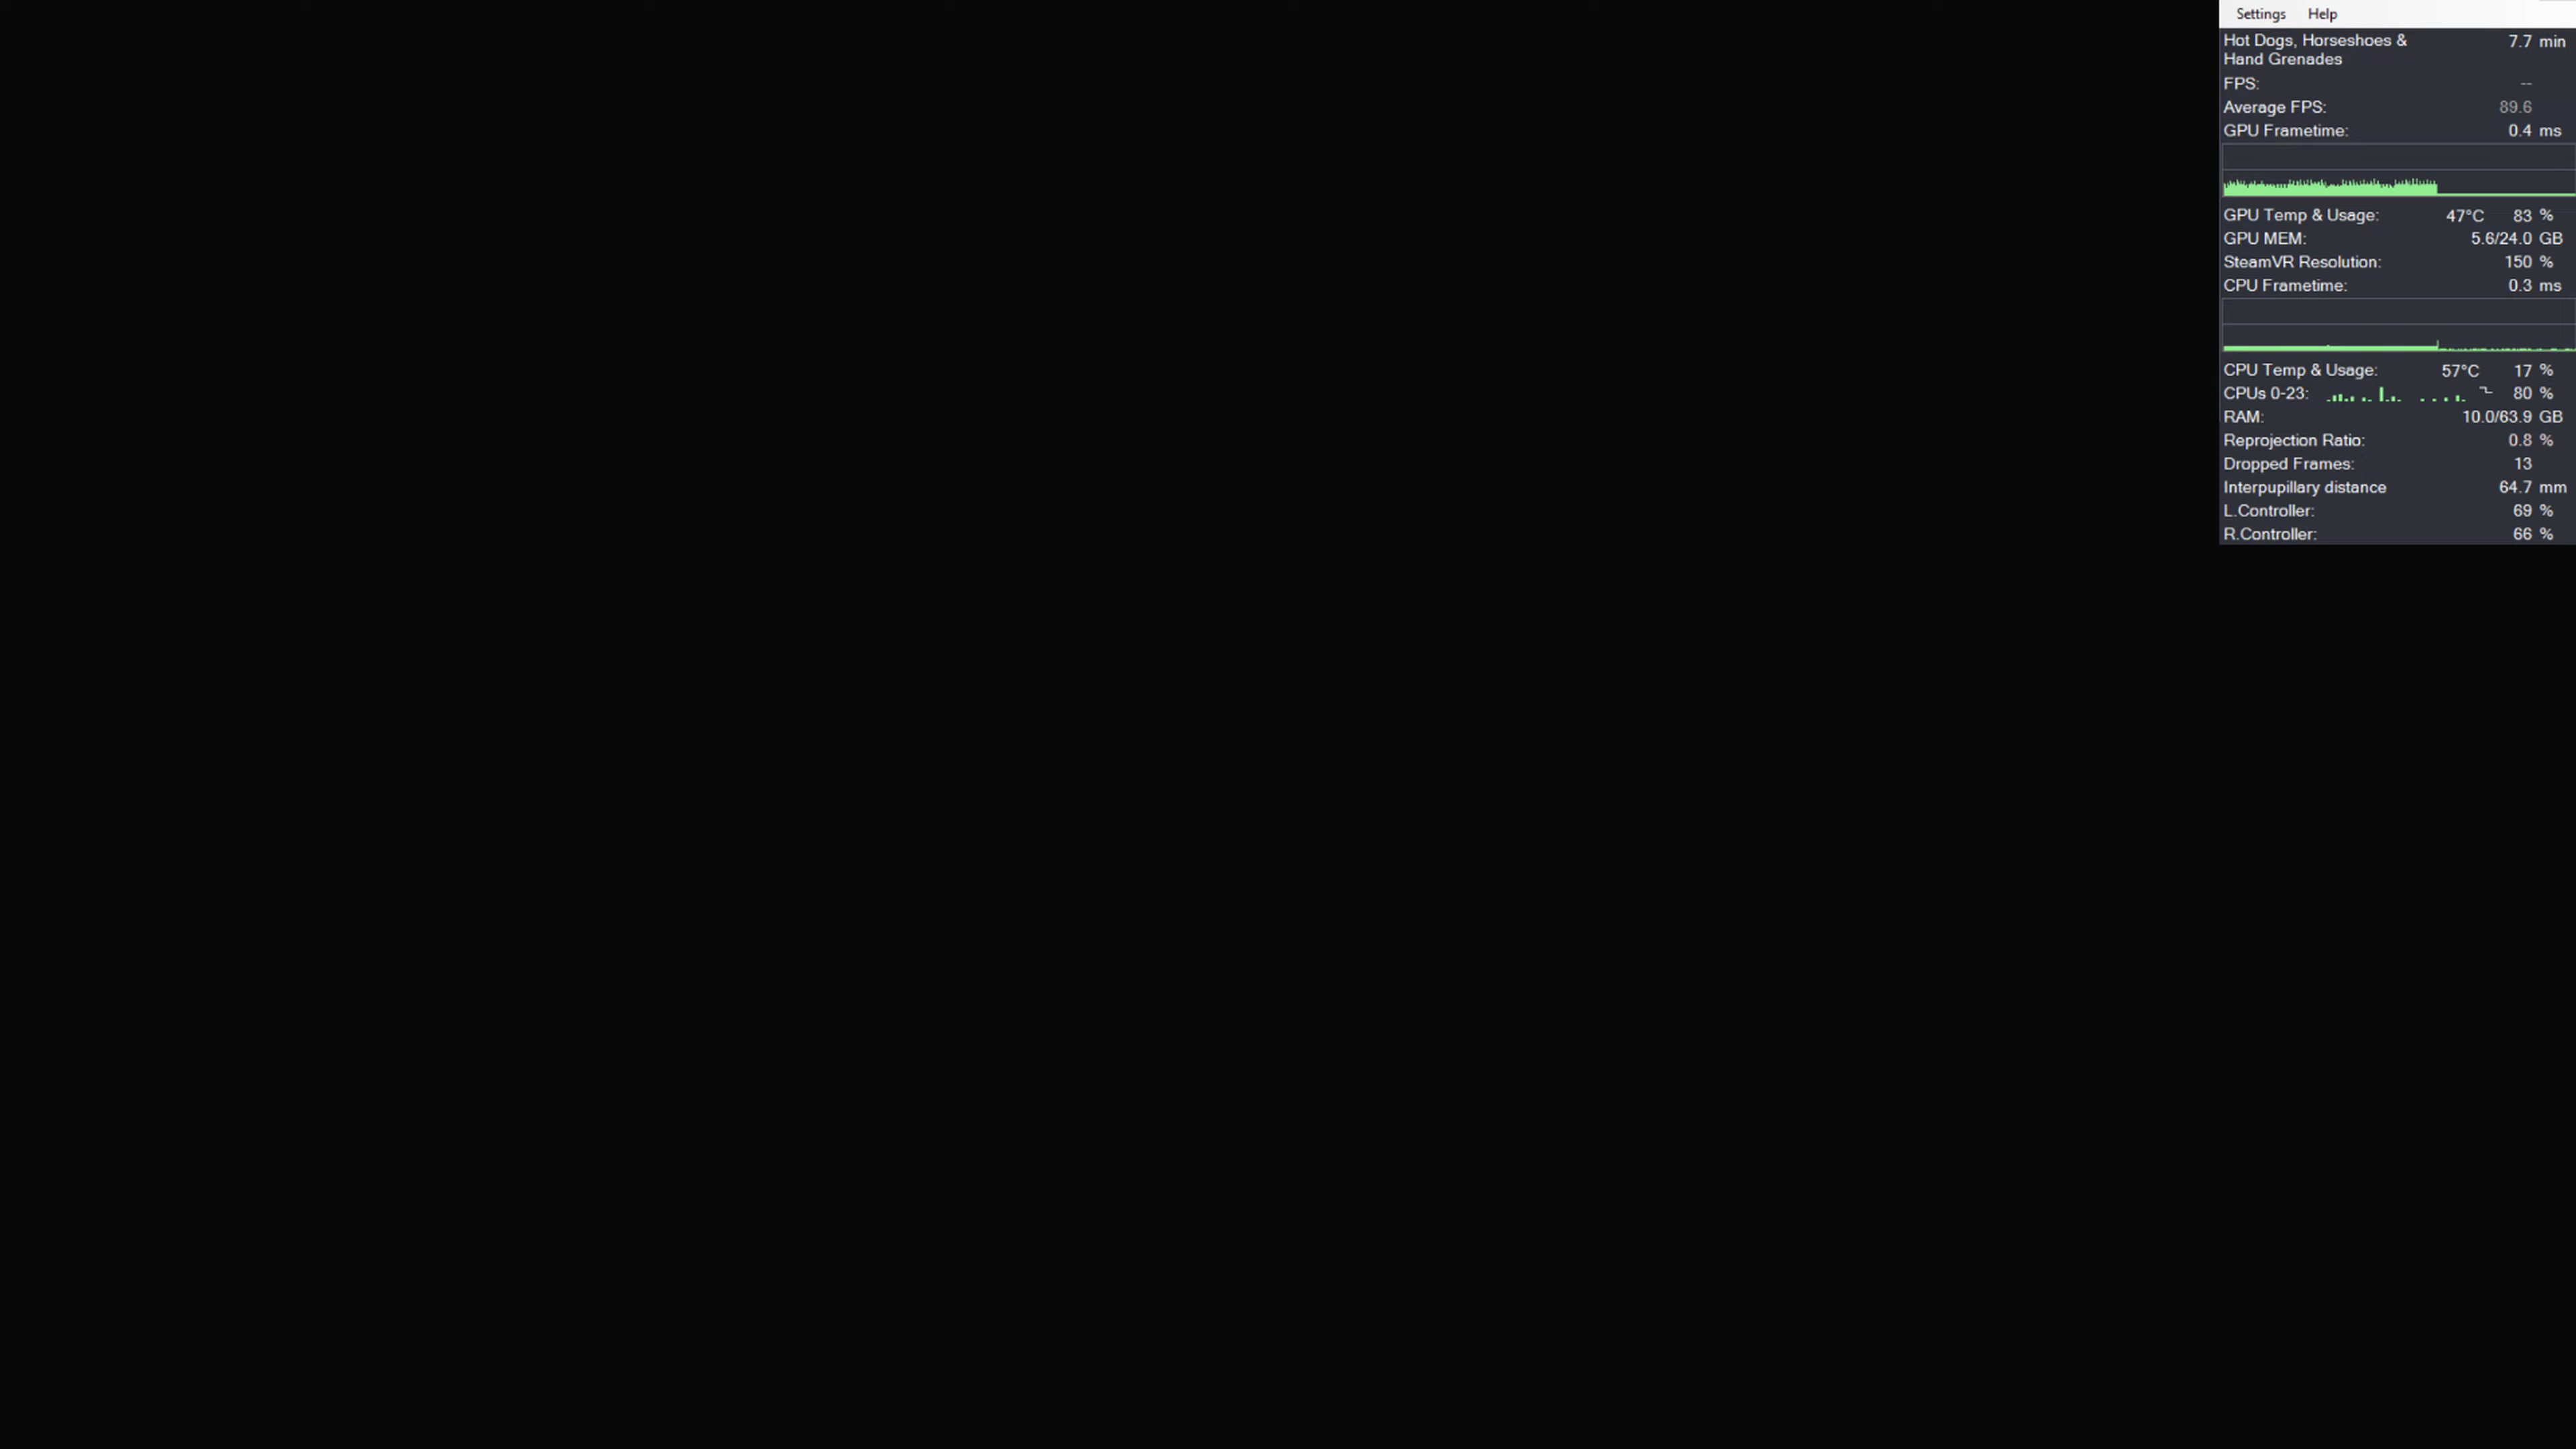 Settings Help
Hot Dogs, Horseshoes & 7.7 min
Hand Grenades
FPS: --
Average FPS: 89.6
GPU Frametime: 0.4 ms
GPU Temp & Usage: 47°C 83 %
GPU MEM: 5.6/24.0 GB
SteamVR Resolution: 150 %
CPU Frametime: 0.3 ms
CPU Temp & Usage: 57°C 17 %
CPUs 0-23: 80 %
RAM: 10.0/63.9 GB
Reprojection Ratio: 0.8 %
Dropped Frames: 13
Interpupillary distance 64.7 mm
L.Controller: 69 %
R.Controller: 66 %